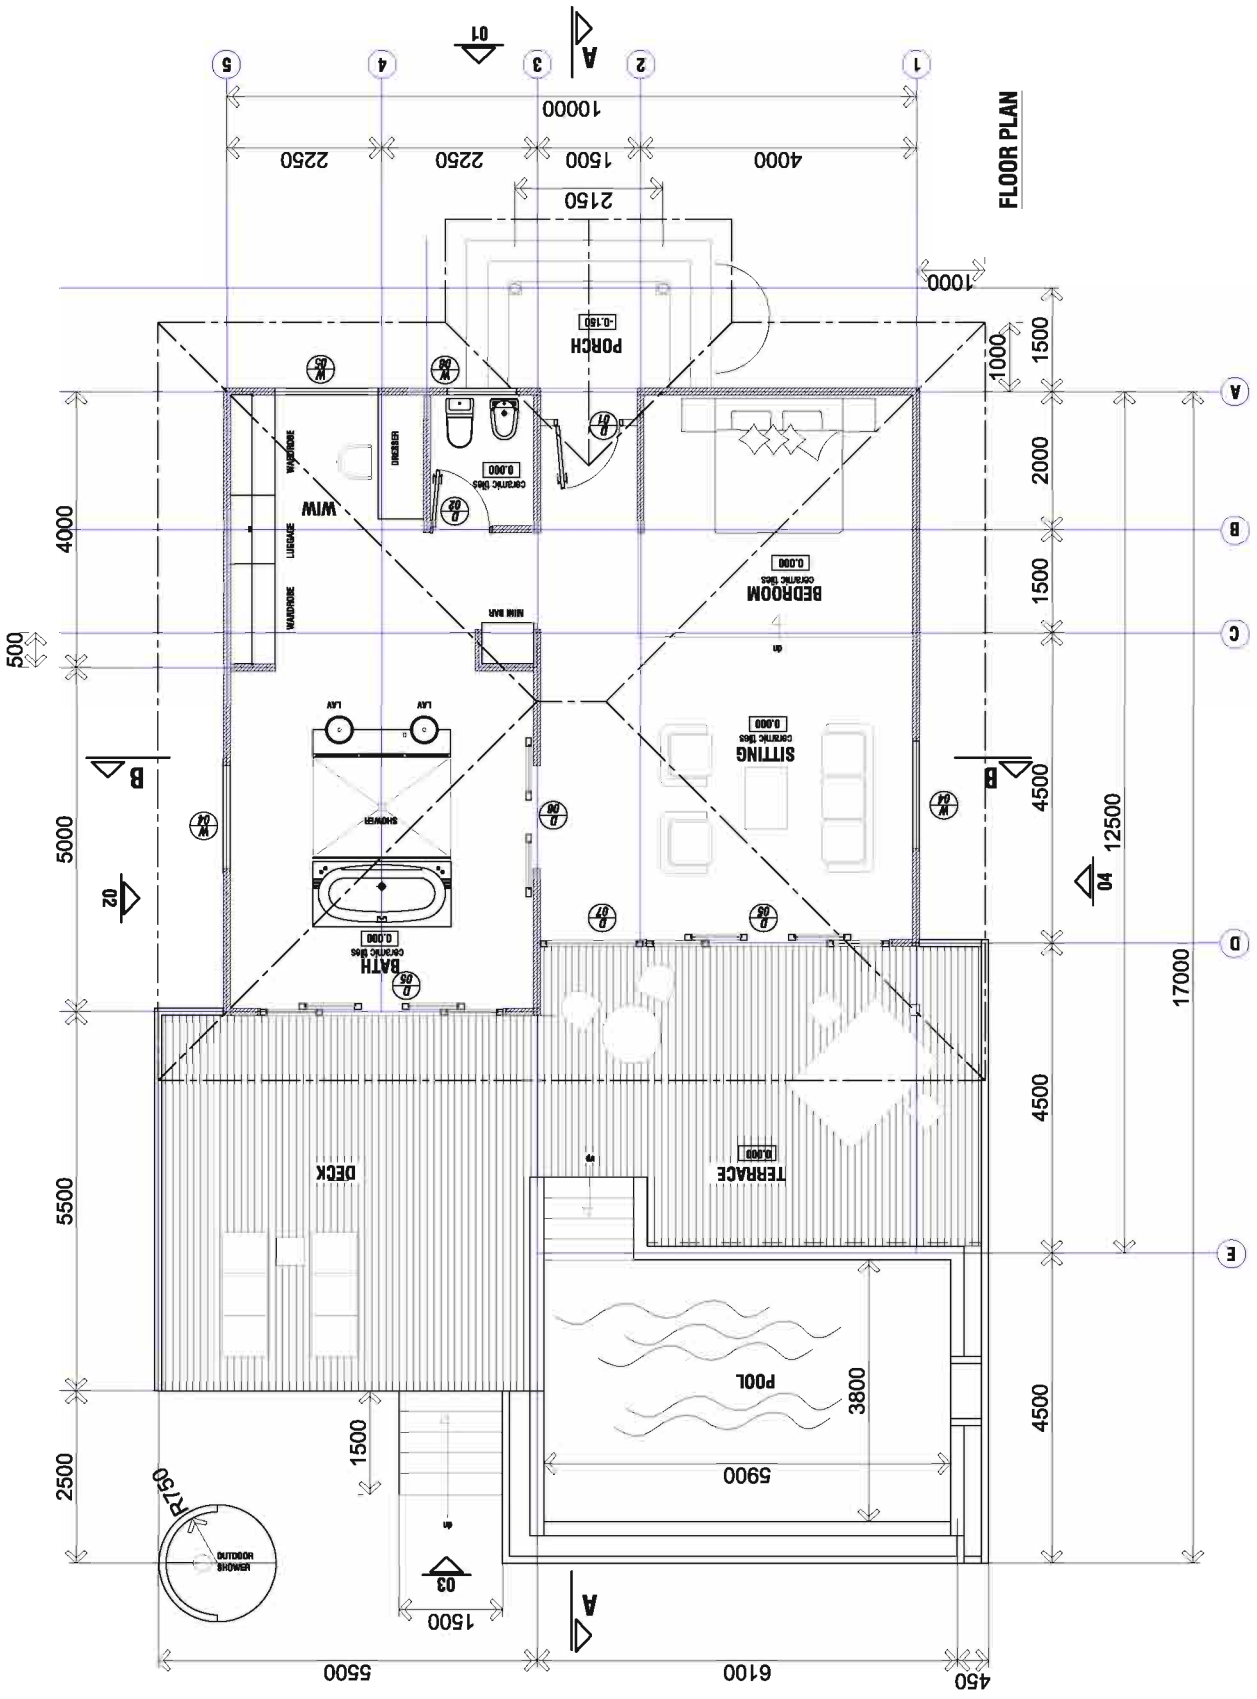 01
A
5
4
3
2
1
10000
2250
2250
1500
4000
2150
FLOOR PLAN
1000
-0.150
PORCH
1000
1500
W
05
W
08
A
WARDROBE
DRESSER
D
01
0.000
ceramic tiles
2000
WIW
D
02
4000
LUGGAGE
B
0.000
ceramic tiles
BEDROOM
1500
WARDROBE
MINI BAR
500
C
dn
LAV
LAV
0.000
ceramic tiles
SITTING
B
B
W
04
SHOWER
D
06
W
04
4500
12500
5000
02
04
D
07
D
05
0.000
ceramic tiles
BATH
D
05
D
17000
4500
up
0.000
TERRACE
DECK
5500
E
POOL
3800
4500
1500
5900
2500
R750
OUTDOOR
SHOWER
dn
03
1500
A
5500
6100
450